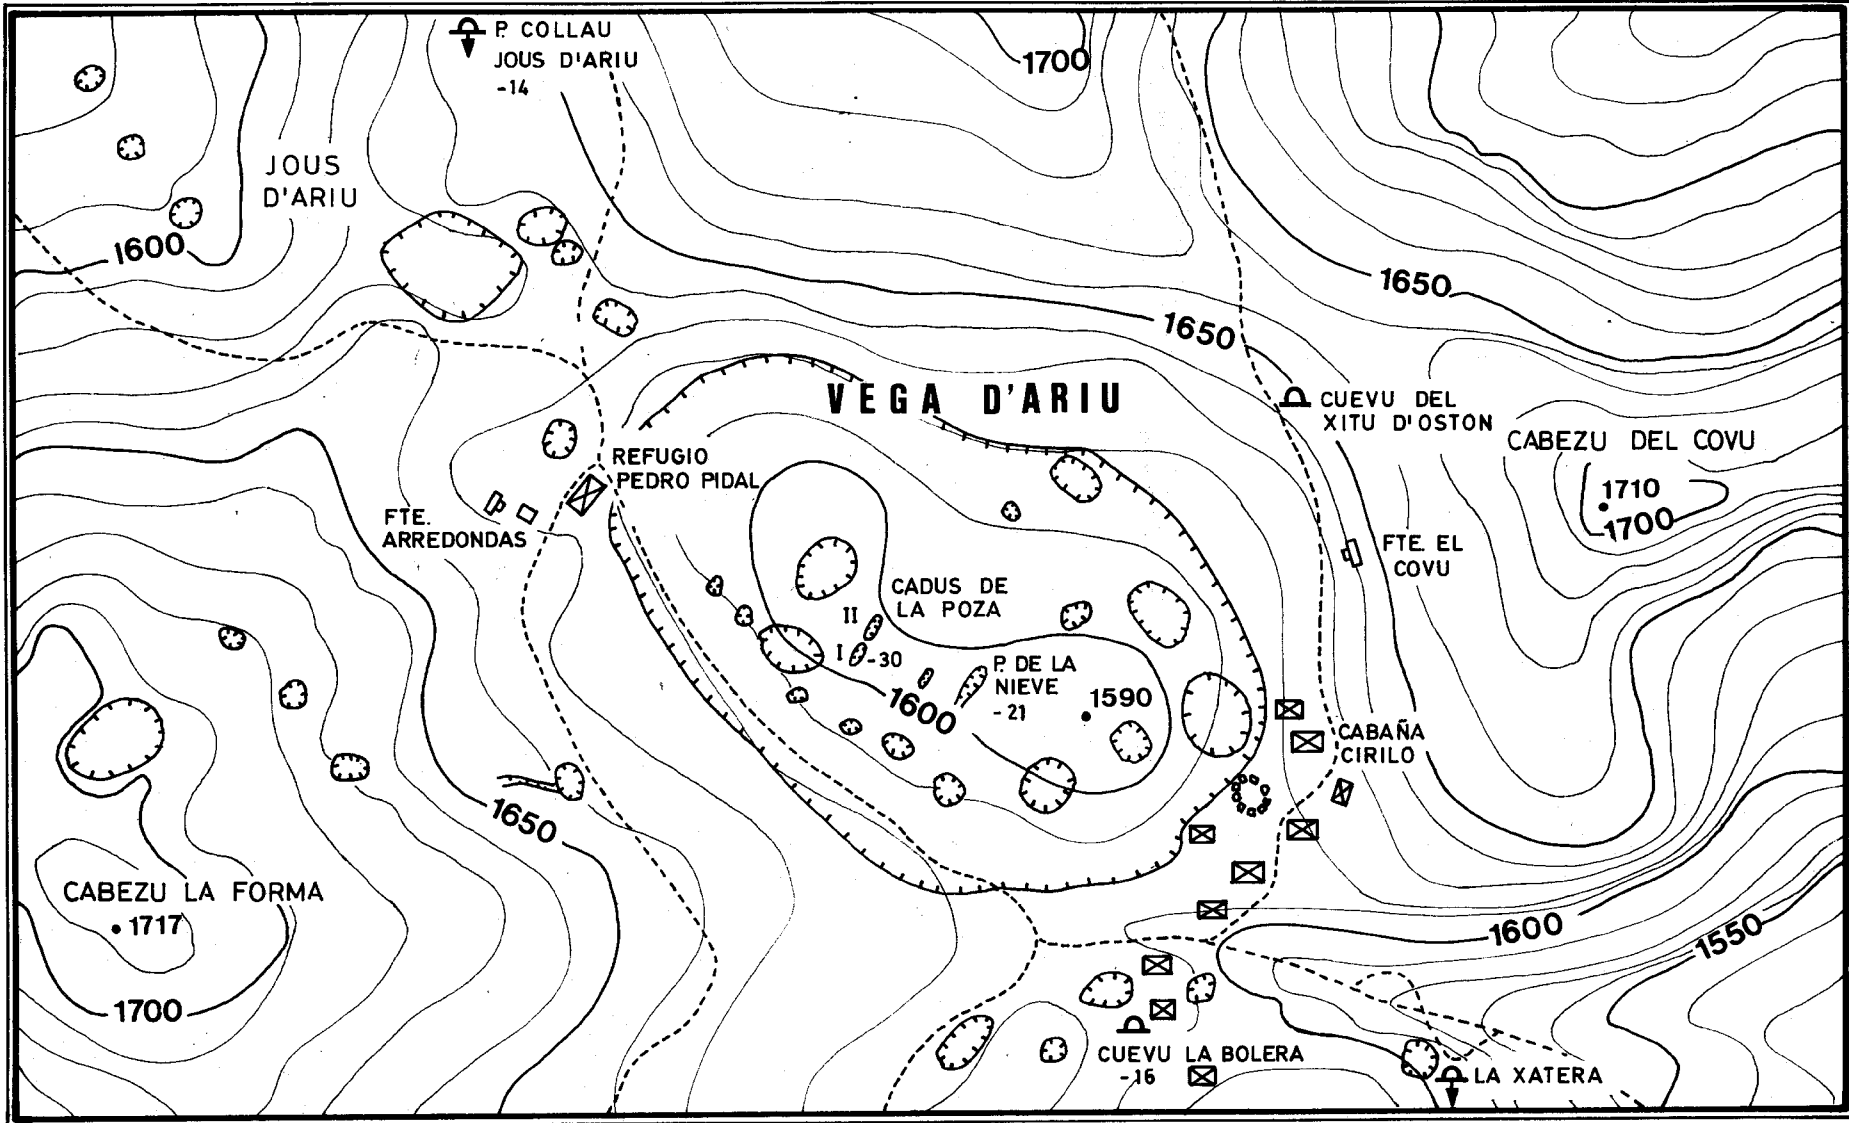 P. COLLAU
JOUS D'ARIU
-14
1700
JOUS
D'ARIU
1600
1650
1650
VEGA D'ARIU
CUEVU DEL
XITU D'OSTON
CABEZU DEL COVU
1710
1700
REFUGIO
PEDRO PIDAL
FTE.
ARREDONDAS
FTE. EL
COVU
CADUS DE
LA POZA
II
I
-30
P. DE LA
NIEVE
-21
1590
1600
CABAÑA
CIRILO
1650
CABEZU LA FORMA
1717
1700
1600
1550
CUEVU LA BOLERA
-16
LA XATERA